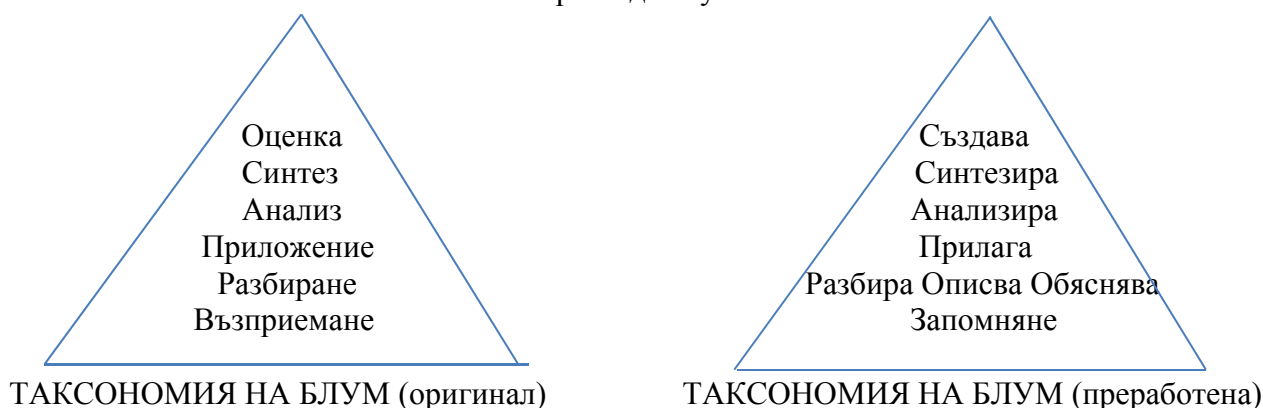 Оценка
Синтез
Анализ
Приложение
Разбиране
Възприемане
ТАКСОНОМИЯ НА БЛУМ (оригинал)
Създава
Синтезира
Анализира
Прилага
Разбира Описва Обяснява
Запомняне
ТАКСОНОМИЯ НА БЛУМ (преработена)